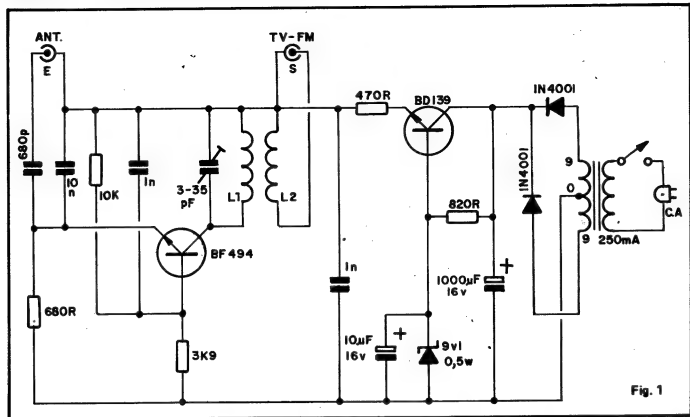 ANT.
E
TV-FM
S
470R
BD139
1N4001
1N4001
680p
10
n
10K
1n
3-35
pF
L1
L2
BF494
680R
3K9
1n
820R
1000µF
16v
10µF
16v
9v1
0,5w
9
0
9
250mA
C.A
Fig. 1